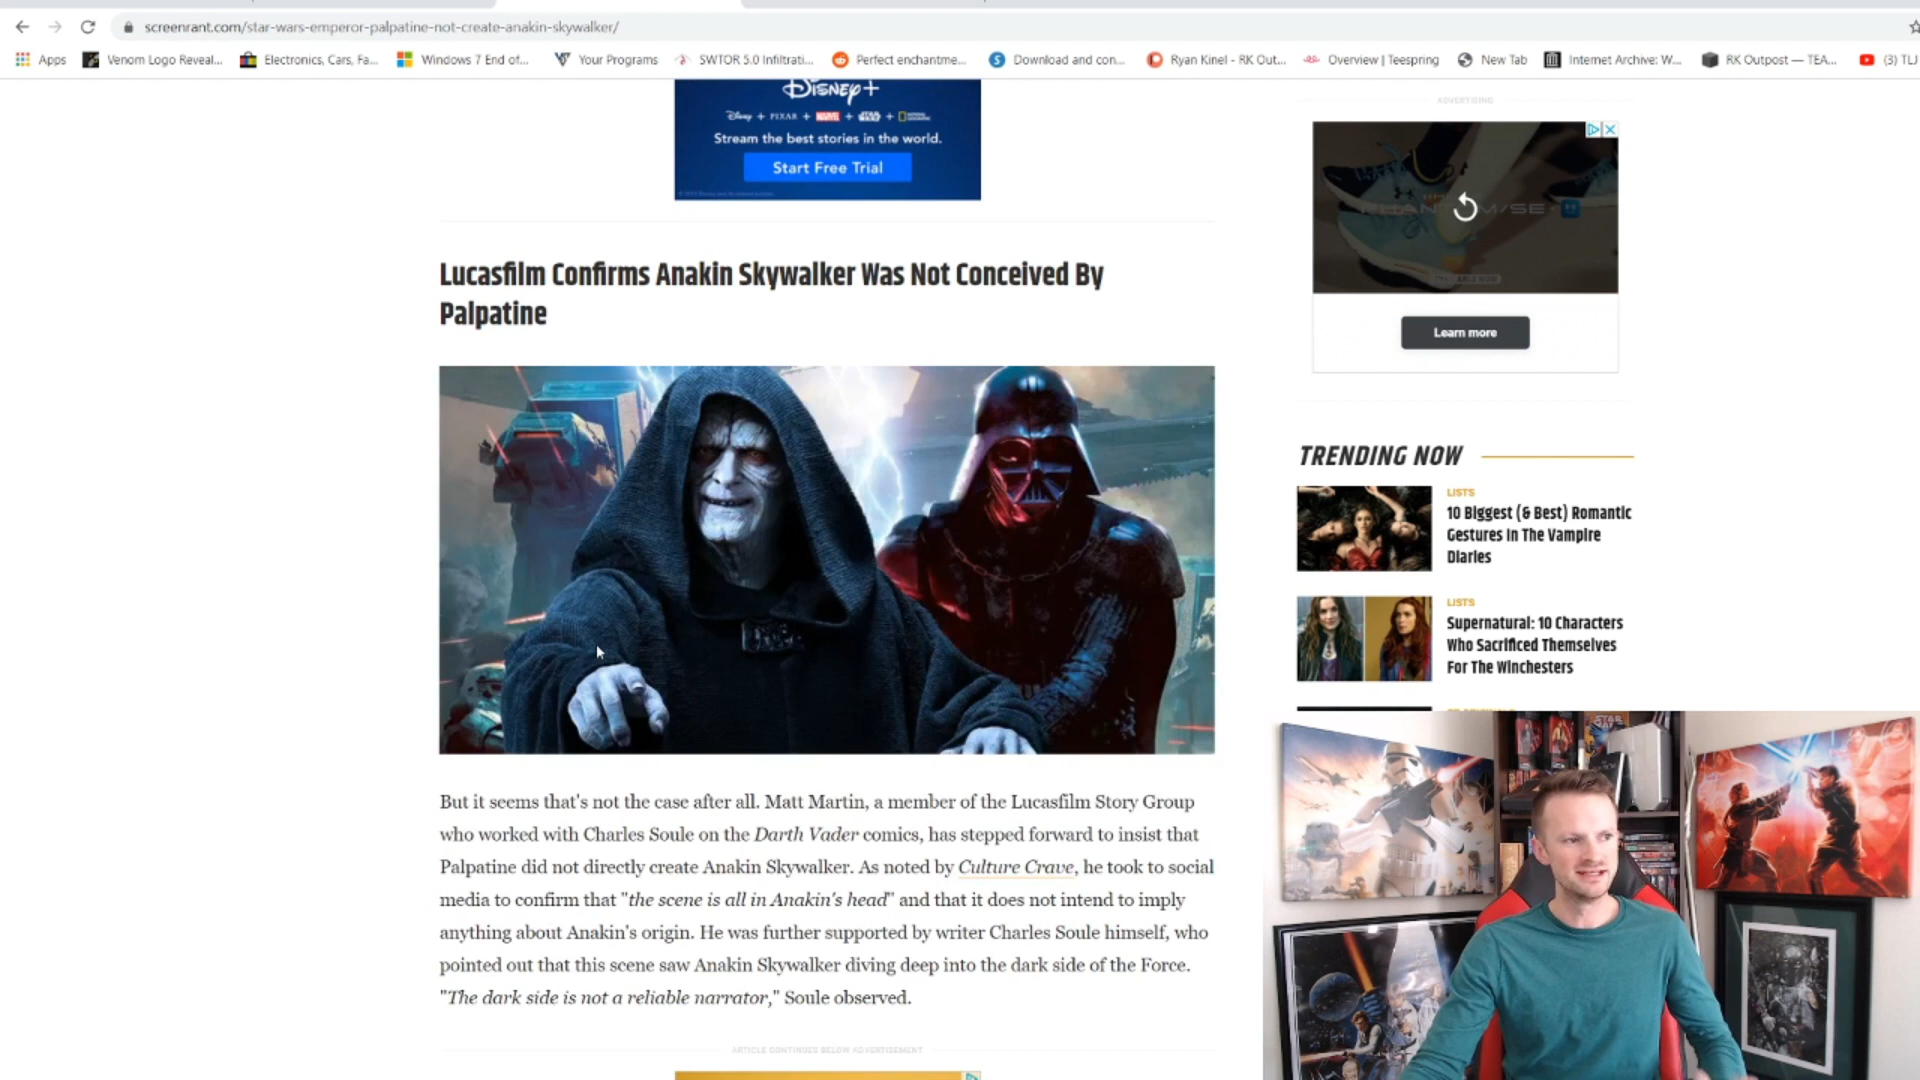 screenrant.com/star-wars-emperor-palpatine-not-create-anakin-skywalker/
Apps Venom Logo Reveal... Electronics, Cars, Fa... Windows 7 End of... Your Programs SWTOR 5.0 Infiltrati... Perfect enchantme... Download and con... Ryan Kinel - RK Out... Overview | Teespring New Tab Internet Archive: W... RK Outpost — TEA... (3) TLJ
Disney+
Disney + PIXAR + MARVEL + STAR WARS + NATIONAL GEOGRAPHIC
Stream the best stories in the world.
Start Free Trial
ADVERTISING
Learn more
Lucasfilm Confirms Anakin Skywalker Was Not Conceived By
Palpatine
But it seems that's not the case after all. Matt Martin, a member of the Lucasfilm Story Group
who worked with Charles Soule on the Darth Vader comics, has stepped forward to insist that
Palpatine did not directly create Anakin Skywalker. As noted by Culture Crave, he took to social
media to confirm that "the scene is all in Anakin's head" and that it does not intend to imply
anything about Anakin's origin. He was further supported by writer Charles Soule himself, who
pointed out that this scene saw Anakin Skywalker diving deep into the dark side of the Force.
"The dark side is not a reliable narrator," Soule observed.
ARTICLE CONTINUES BELOW ADVERTISEMENT
TRENDING NOW
LISTS
10 Biggest (& Best) Romantic
Gestures In The Vampire
Diaries
LISTS
Supernatural: 10 Characters
Who Sacrificed Themselves
For The Winchesters
STAR WARS